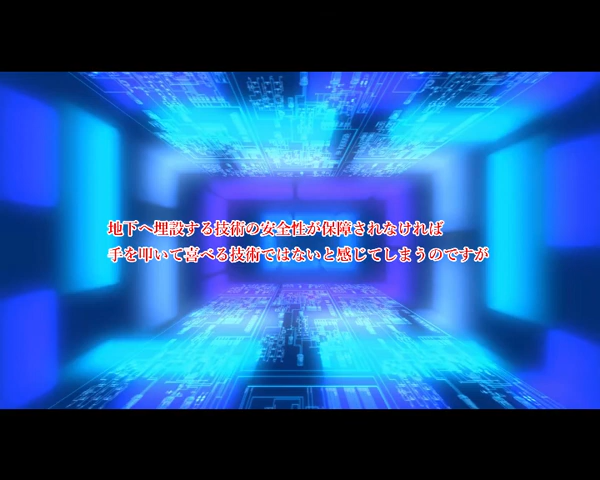 地下へ埋設する技術の安全性が保障されなければ
手を叩いて喜べる技術ではないと感じてしまうのですが